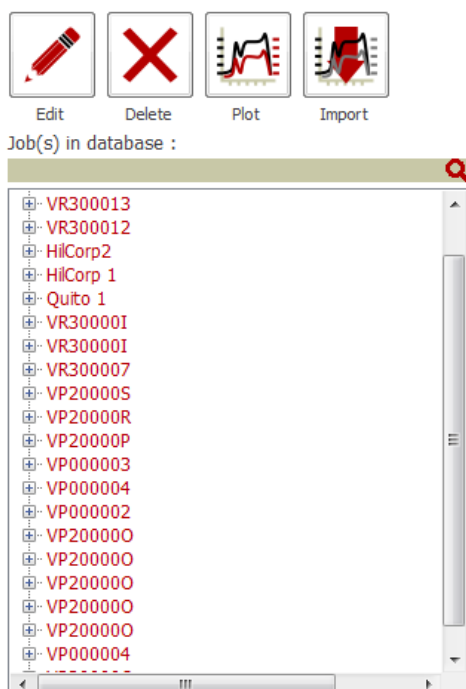 Edit Delete Plot Import
Job(s) in database :
VR300013
VR300012
HilCorp2
HilCorp 1
Quito 1
VR30000I
VR30000I
VR300007
VP20000S
VP20000R
VP20000P
VP000003
VP000004
VP000002
VP20000O
VP20000O
VP20000O
VP20000O
VP20000O
VP000004